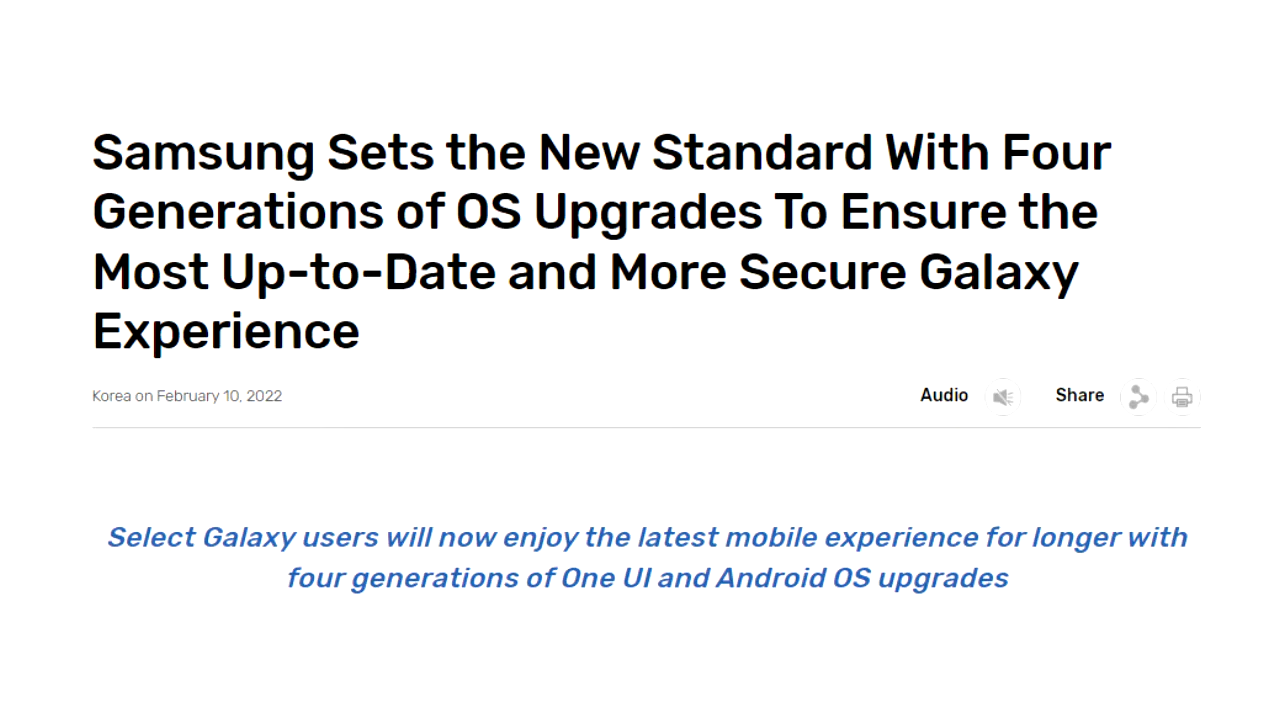 Samsung Sets the New Standard With Four
Generations of OS Upgrades To Ensure the
Most Up-to-Date and More Secure Galaxy
Experience
Korea on February 10, 2022
Audio
Share
Select Galaxy users will now enjoy the latest mobile experience for longer with
four generations of One UI and Android OS upgrades